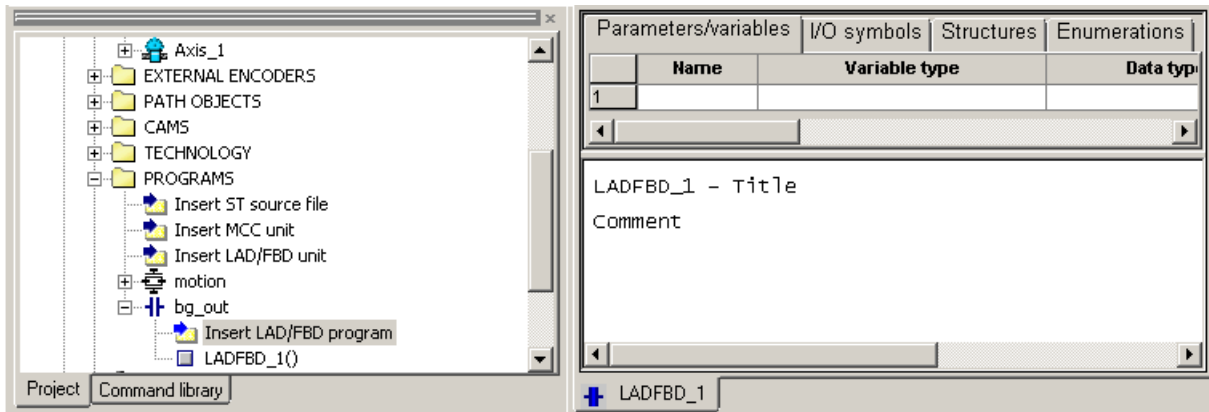 Axis_1
EXTERNAL ENCODERS
PATH OBJECTS
CAMS
TECHNOLOGY
PROGRAMS
Insert ST source file
Insert MCC unit
Insert LAD/FBD unit
motion
bg_out
Insert LAD/FBD program
LADFBD_1()
Project Command library
Parameters/variables I/O symbols Structures Enumerations
Name Variable type Data typ
1
LADFBD_1 - Title
Comment
LADFBD_1